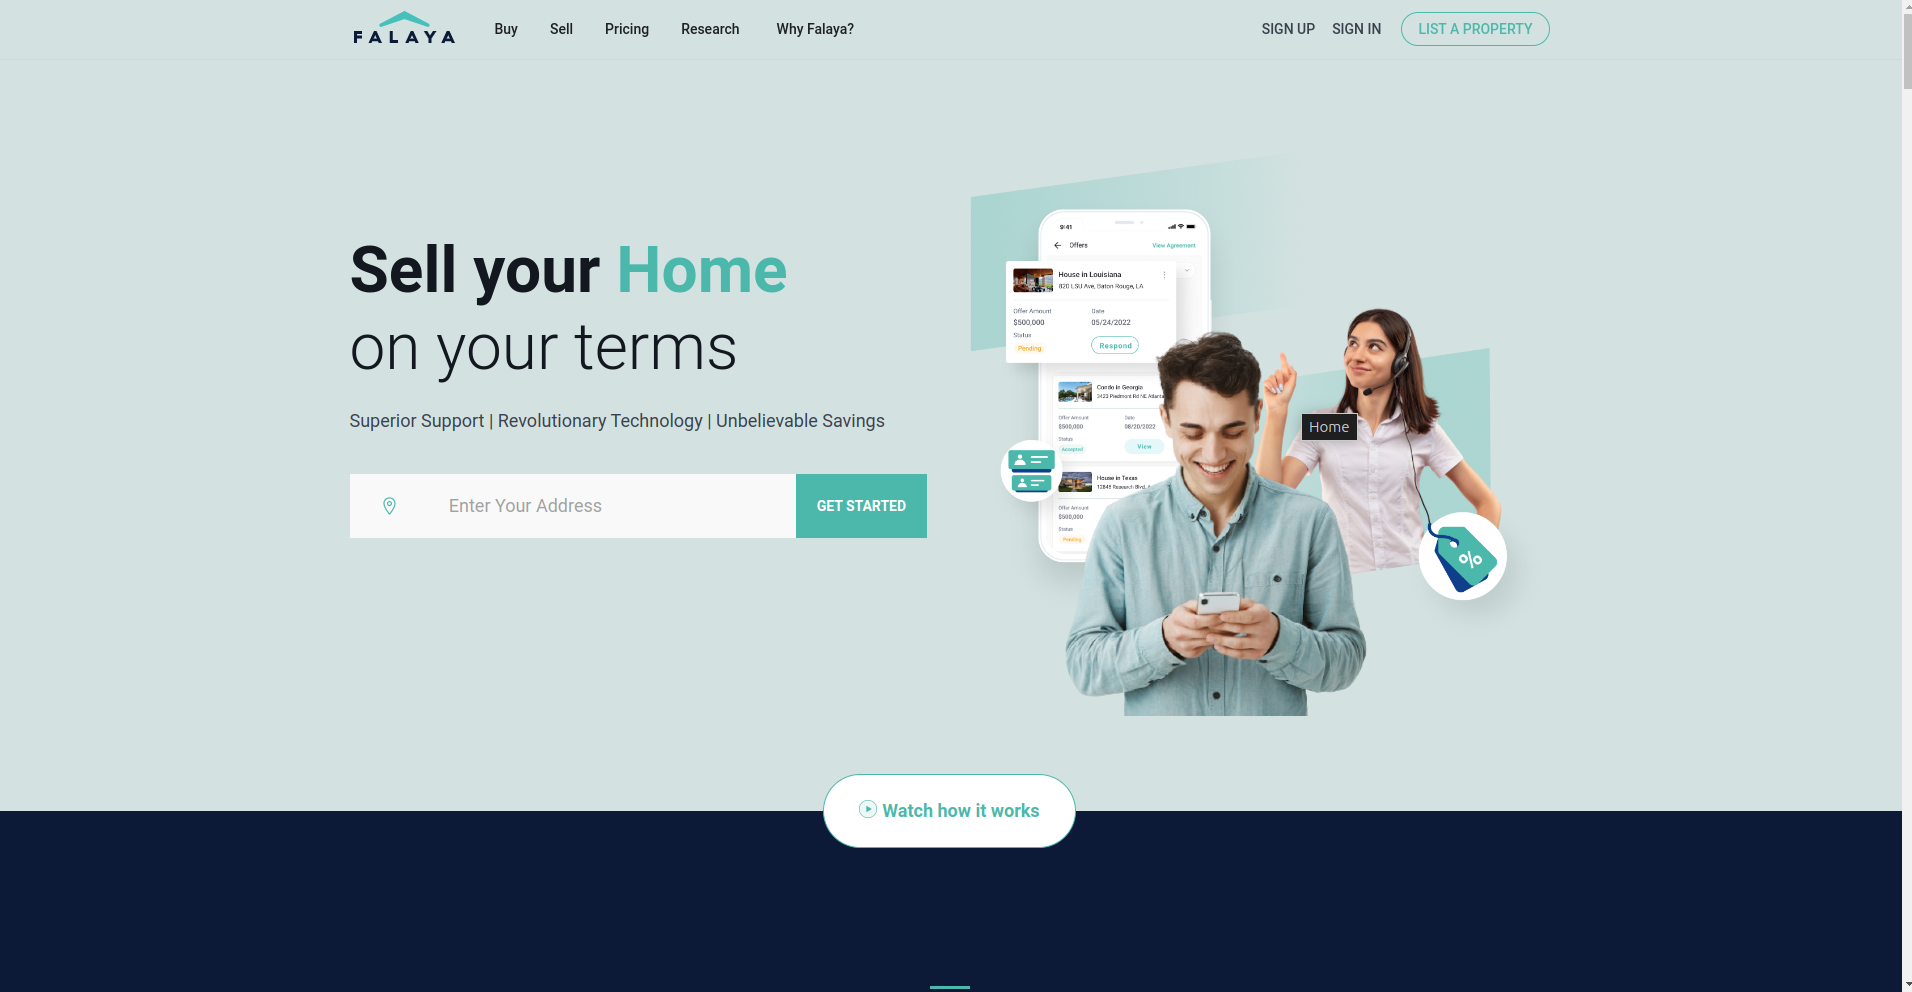 FALAYA
Buy
Sell
Pricing
Research
Why Falaya?
SIGN UP
SIGN IN
LIST A PROPERTY
Sell your Home
on your terms
Superior Support | Revolutionary Technology | Unbelievable Savings
Enter Your Address
GET STARTED
9:41
Offers
View Agreement
House in Louisiana
820 LSU Ave, Baton Rouge, LA
Offer Amount
Date
$500,000
05/24/2022
Status
Pending
Respond
Condo in Georgia
3423 Piedmont Rd NE Atlanta
Offer Amount
Date
$500,000
08/20/2022
Status
Accepted
View
House in Texas
12845 Research Blvd,
Offer Amount
$500,000
Status
Pending
Home
%
Watch how it works